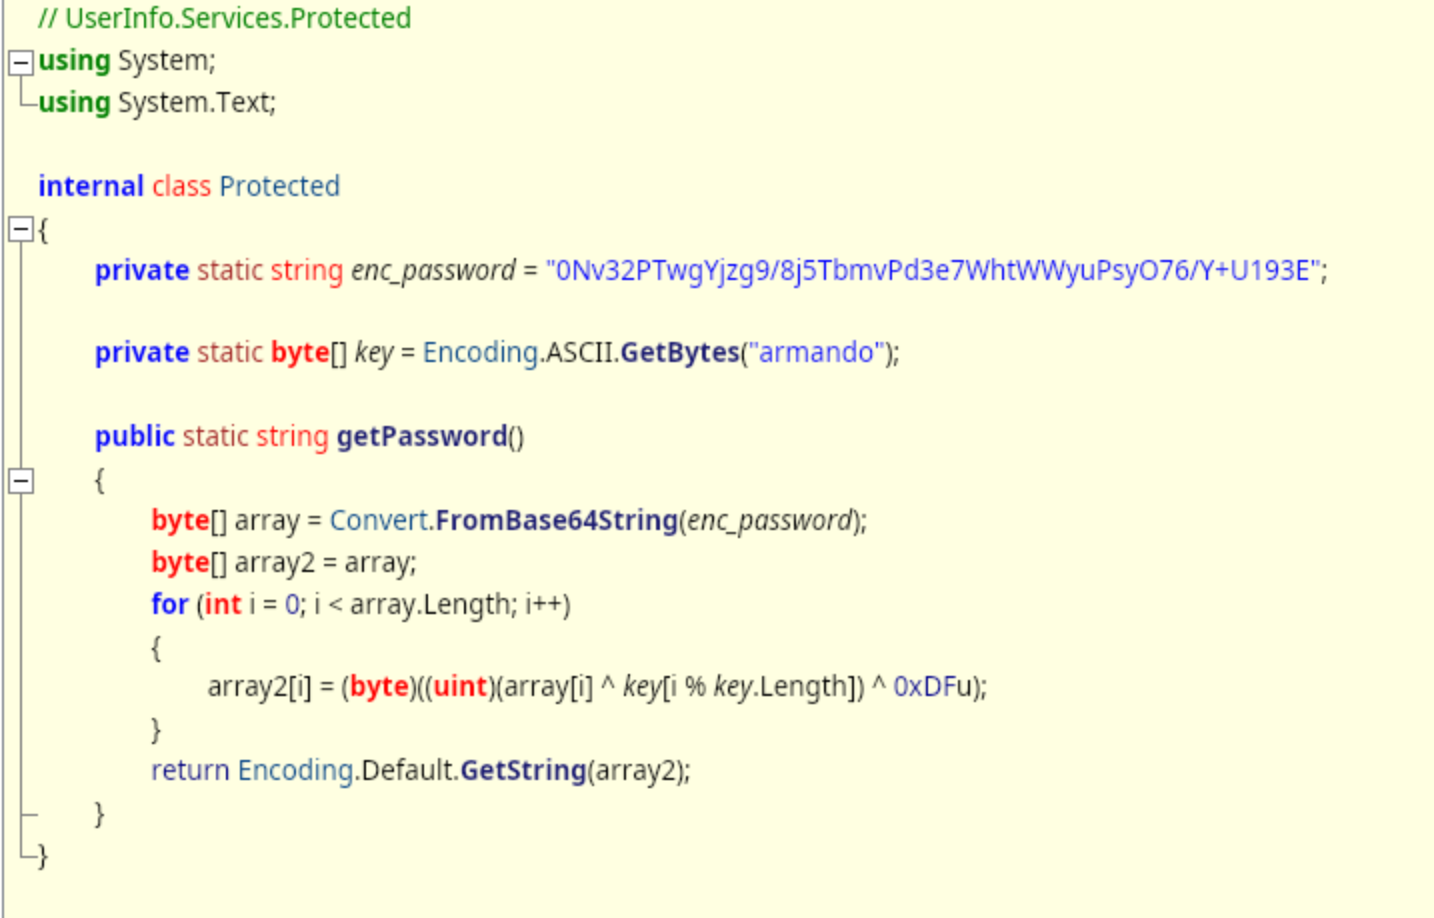 // UserInfo.Services.Protected
using System;
using System.Text;
internal class Protected
{
private static string enc_password = "0Nv32PTwgYjzg9/8j5TbmvPd3e7WhtWWyuPsyO76/Y+U193E";
private static byte[] key = Encoding.ASCII.GetBytes("armando");
public static string getPassword()
{
byte[] array = Convert.FromBase64String(enc_password);
byte[] array2 = array;
for (int i = 0; i < array.Length; i++)
{
array2[i] = (byte)((uint)(array[i] ^ key[i % key.Length]) ^ 0xDFu);
}
return Encoding.Default.GetString(array2);
}
}